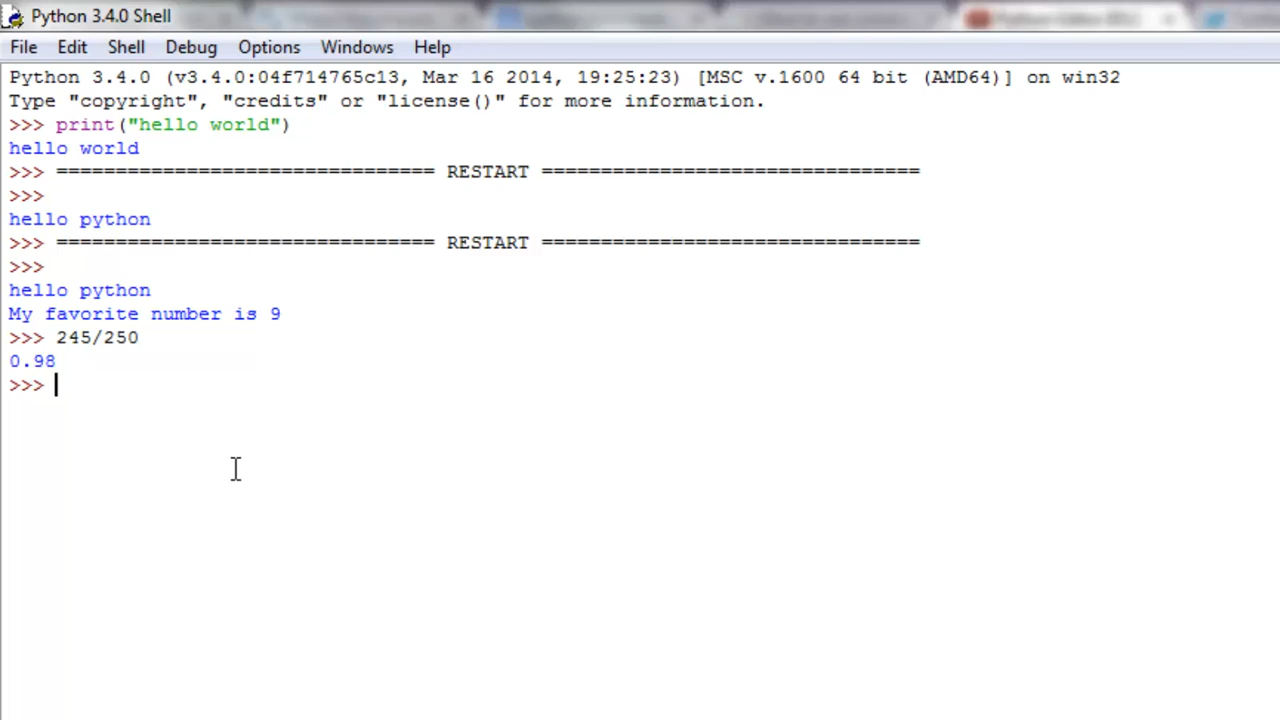 Python 3.4.0 Shell
File Edit Shell Debug Options Windows Help
Python 3.4.0 (v3.4.0:04f714765c13, Mar 16 2014, 19:25:23) [MSC v.1600 64 bit (AMD64)] on win32
Type "copyright", "credits" or "license()" for more information.
>>> print("hello world")
hello world
>>> ================================ RESTART ================================
>>>
hello python
>>> ================================ RESTART ================================
>>>
hello python
My favorite number is 9
>>> 245/250
0.98
>>>